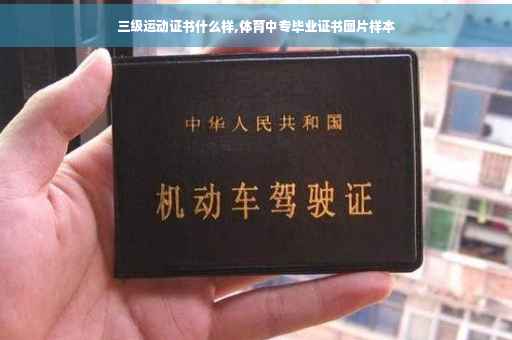 三级运动证书什么样,体育中专毕业证书图片样本
中华人民共和国
机动车驾驶证